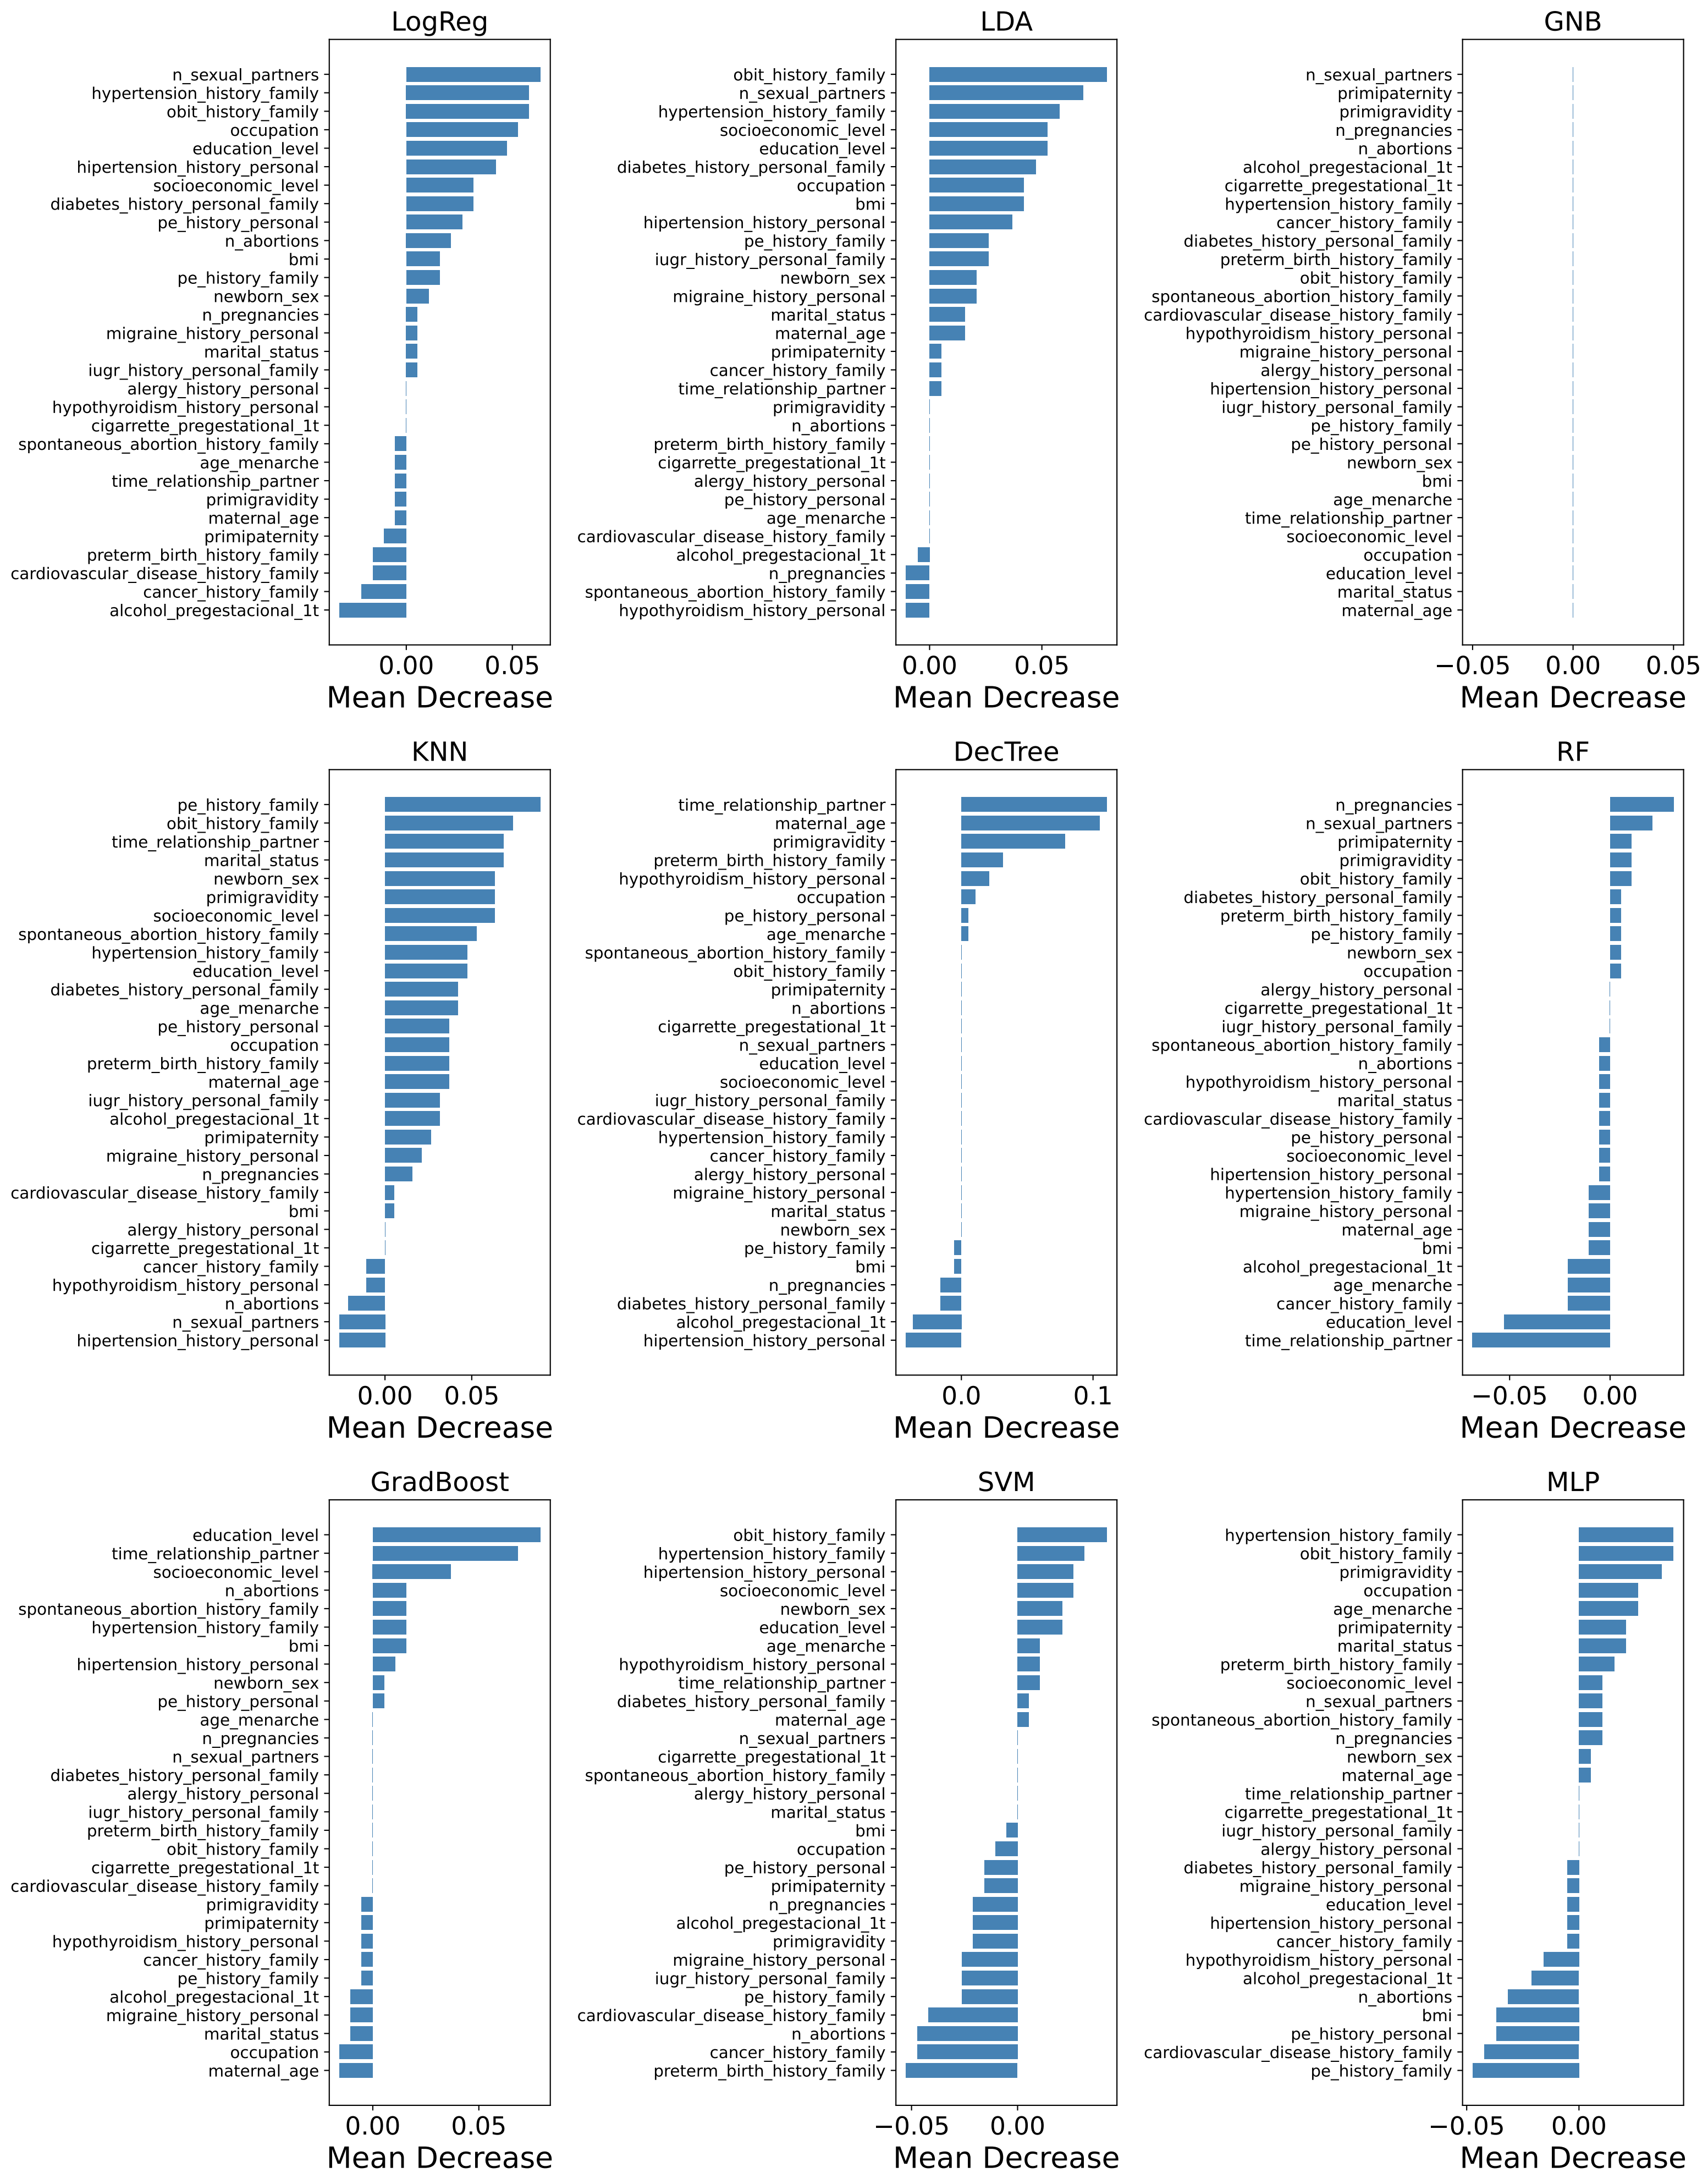 LogReg
n_sexual_partners
hypertension_history_family
obit_history_family
occupation
education_level
hipertension_history_personal
socioeconomic_level
diabetes_history_personal_family
pe_history_personal
n_abortions
bmi
pe_history_family
newborn_sex
n_pregnancies
migraine_history_personal
marital_status
iugr_history_personal_family
alergy_history_personal
hypothyroidism_history_personal
cigarrette_pregestational_1t
spontaneous_abortion_history_family
age_menarche
time_relationship_partner
primigravidity
maternal_age
primipaternity
preterm_birth_history_family
cardiovascular_disease_history_family
cancer_history_family
alcohol_pregestacional_1t
0.00 0.05
Mean Decrease
LDA
obit_history_family
n_sexual_partners
hypertension_history_family
socioeconomic_level
education_level
diabetes_history_personal_family
occupation
bmi
hipertension_history_personal
pe_history_family
iugr_history_personal_family
newborn_sex
migraine_history_personal
marital_status
maternal_age
primipaternity
cancer_history_family
time_relationship_partner
primigravidity
n_abortions
preterm_birth_history_family
cigarrette_pregestational_1t
alergy_history_personal
pe_history_personal
age_menarche
cardiovascular_disease_history_family
alcohol_pregestacional_1t
n_pregnancies
spontaneous_abortion_history_family
hypothyroidism_history_personal
0.00 0.05
Mean Decrease
GNB
n_sexual_partners
primipaternity
primigravidity
n_pregnancies
n_abortions
alcohol_pregestacional_1t
cigarrette_pregestational_1t
hypertension_history_family
cancer_history_family
diabetes_history_personal_family
preterm_birth_history_family
obit_history_family
spontaneous_abortion_history_family
cardiovascular_disease_history_family
hypothyroidism_history_personal
migraine_history_personal
alergy_history_personal
hipertension_history_personal
iugr_history_personal_family
pe_history_family
pe_history_personal
newborn_sex
bmi
age_menarche
time_relationship_partner
socioeconomic_level
occupation
education_level
marital_status
maternal_age
−0.05 0.00 0.05
Mean Decrease
KNN
pe_history_family
obit_history_family
time_relationship_partner
marital_status
newborn_sex
primigravidity
socioeconomic_level
spontaneous_abortion_history_family
hypertension_history_family
education_level
diabetes_history_personal_family
age_menarche
pe_history_personal
occupation
preterm_birth_history_family
maternal_age
iugr_history_personal_family
alcohol_pregestacional_1t
primipaternity
migraine_history_personal
n_pregnancies
cardiovascular_disease_history_family
bmi
alergy_history_personal
cigarrette_pregestational_1t
cancer_history_family
hypothyroidism_history_personal
n_abortions
n_sexual_partners
hipertension_history_personal
0.00 0.05
Mean Decrease
DecTree
time_relationship_partner
maternal_age
primigravidity
preterm_birth_history_family
hypothyroidism_history_personal
occupation
pe_history_personal
age_menarche
spontaneous_abortion_history_family
obit_history_family
primipaternity
n_abortions
cigarrette_pregestational_1t
n_sexual_partners
education_level
socioeconomic_level
iugr_history_personal_family
cardiovascular_disease_history_family
hypertension_history_family
cancer_history_family
alergy_history_personal
migraine_history_personal
marital_status
newborn_sex
pe_history_family
bmi
n_pregnancies
diabetes_history_personal_family
alcohol_pregestacional_1t
hipertension_history_personal
0.0 0.1
Mean Decrease
RF
n_pregnancies
n_sexual_partners
primipaternity
primigravidity
obit_history_family
diabetes_history_personal_family
preterm_birth_history_family
pe_history_family
newborn_sex
occupation
alergy_history_personal
cigarrette_pregestational_1t
iugr_history_personal_family
spontaneous_abortion_history_family
n_abortions
hypothyroidism_history_personal
marital_status
cardiovascular_disease_history_family
pe_history_personal
socioeconomic_level
hipertension_history_personal
hypertension_history_family
migraine_history_personal
maternal_age
bmi
alcohol_pregestacional_1t
age_menarche
cancer_history_family
education_level
time_relationship_partner
−0.05 0.00
Mean Decrease
GradBoost
education_level
time_relationship_partner
socioeconomic_level
n_abortions
spontaneous_abortion_history_family
hypertension_history_family
bmi
hipertension_history_personal
newborn_sex
pe_history_personal
age_menarche
n_pregnancies
n_sexual_partners
diabetes_history_personal_family
alergy_history_personal
iugr_history_personal_family
preterm_birth_history_family
obit_history_family
cigarrette_pregestational_1t
cardiovascular_disease_history_family
primigravidity
primipaternity
hypothyroidism_history_personal
cancer_history_family
pe_history_family
alcohol_pregestacional_1t
migraine_history_personal
marital_status
occupation
maternal_age
0.00 0.05
Mean Decrease
SVM
obit_history_family
hypertension_history_family
hipertension_history_personal
socioeconomic_level
newborn_sex
education_level
age_menarche
hypothyroidism_history_personal
time_relationship_partner
diabetes_history_personal_family
maternal_age
n_sexual_partners
cigarrette_pregestational_1t
spontaneous_abortion_history_family
alergy_history_personal
marital_status
bmi
occupation
pe_history_personal
primipaternity
n_pregnancies
alcohol_pregestacional_1t
primigravidity
migraine_history_personal
iugr_history_personal_family
pe_history_family
cardiovascular_disease_history_family
n_abortions
cancer_history_family
preterm_birth_history_family
−0.05 0.00
Mean Decrease
MLP
hypertension_history_family
obit_history_family
primigravidity
occupation
age_menarche
primipaternity
marital_status
preterm_birth_history_family
socioeconomic_level
n_sexual_partners
spontaneous_abortion_history_family
n_pregnancies
newborn_sex
maternal_age
time_relationship_partner
cigarrette_pregestational_1t
iugr_history_personal_family
alergy_history_personal
diabetes_history_personal_family
migraine_history_personal
education_level
hipertension_history_personal
cancer_history_family
hypothyroidism_history_personal
alcohol_pregestacional_1t
n_abortions
bmi
pe_history_personal
cardiovascular_disease_history_family
pe_history_family
−0.05 0.00
Mean Decrease